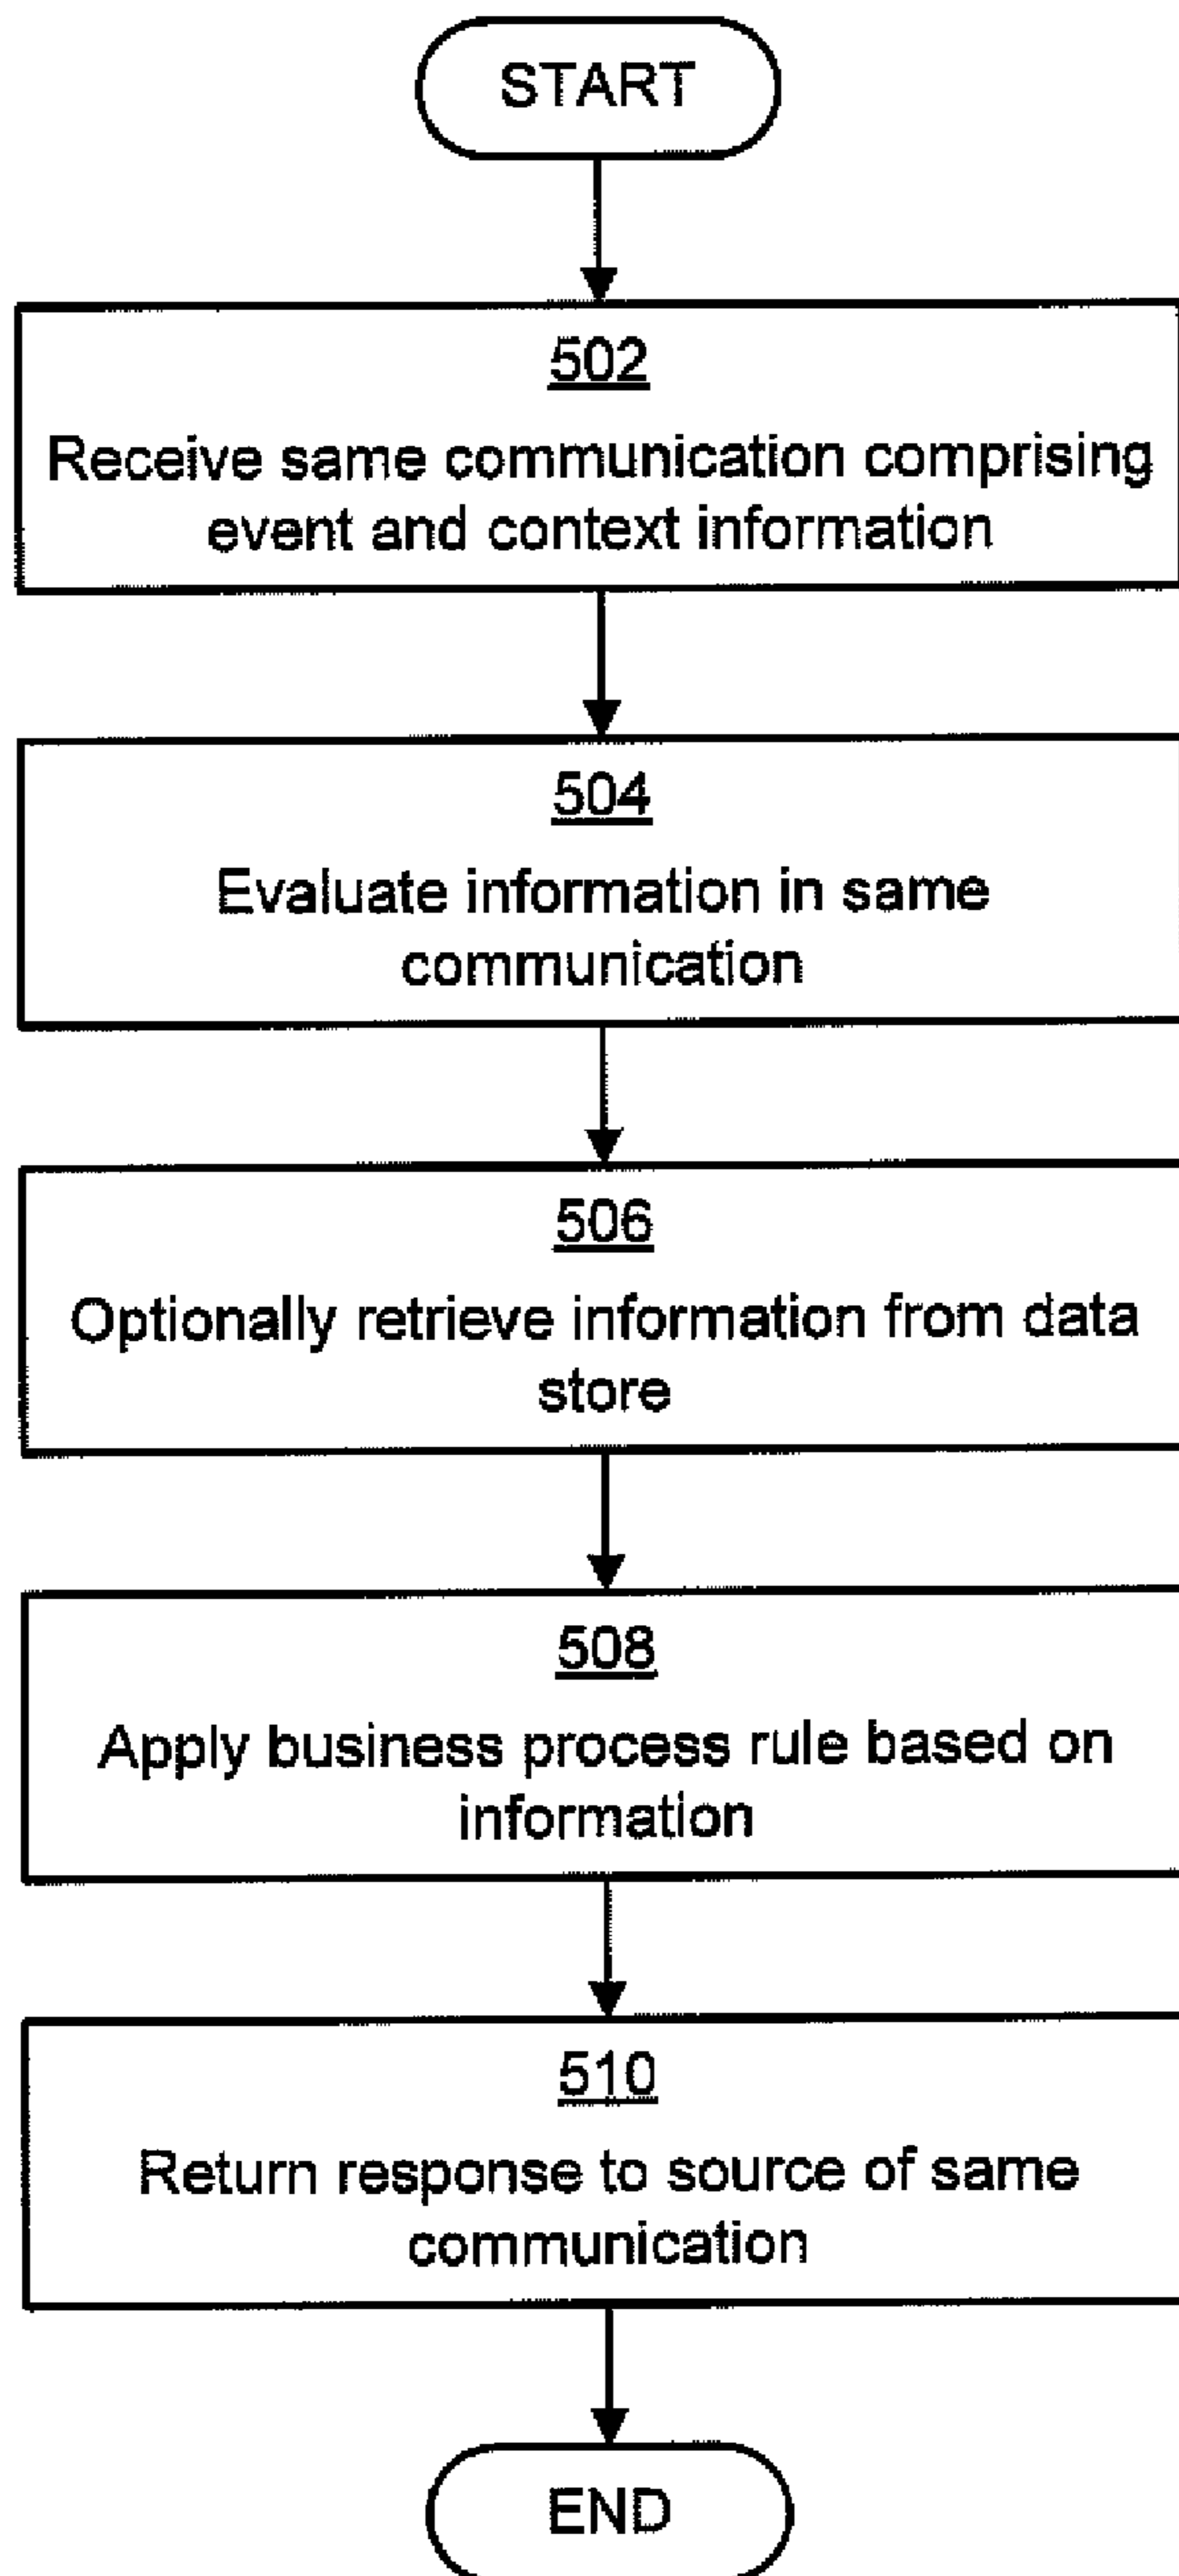 START
502
Receive same communication comprising
event and context information
504
Evaluate information in same
communication
506
Optionally retrieve information from data
store
508
Apply business process rule based on
information
510
Return response to source of same
communication
END